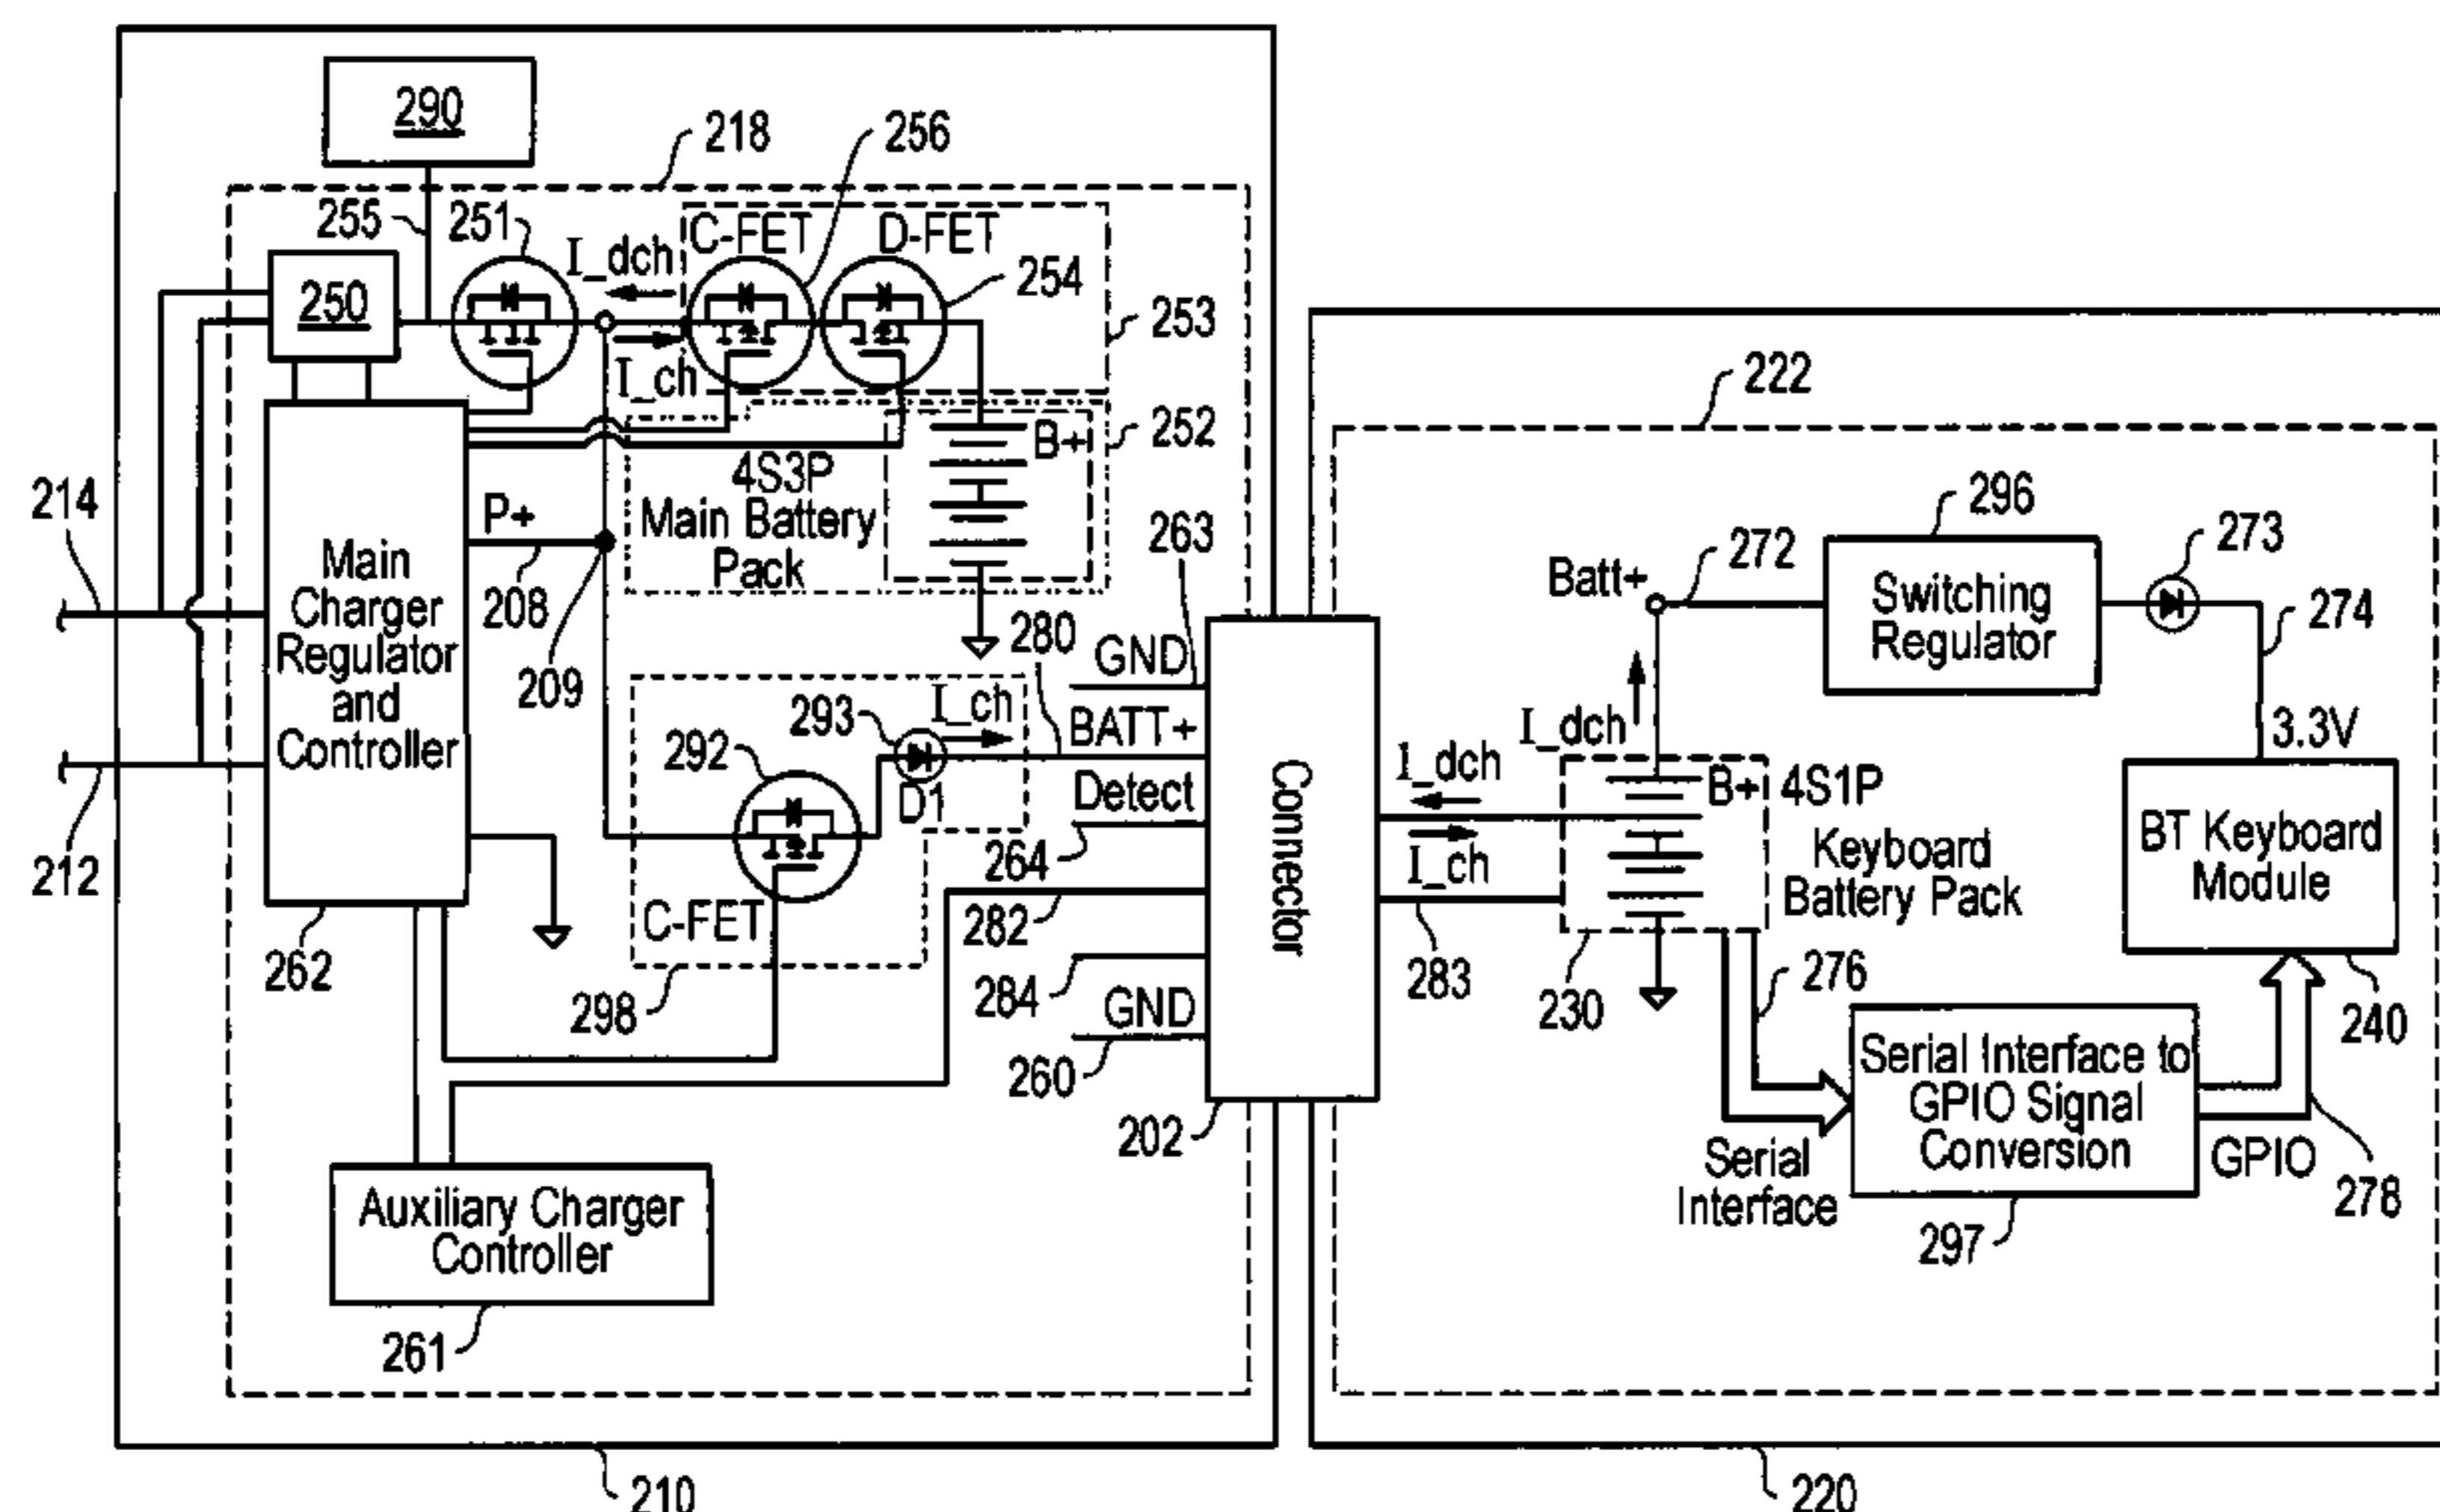 290
218
256
255
251
C-FET
D-FET
I_dch
254
250
253
I_ch
222
252
B+
4S3P
Main Battery
Pack
214
P+
263
296
273
Main
Charger
Regulator
and
Controller
208
272
Batt+
Switching
Regulator
274
209
280
GND
293
I_ch
BATT+
I_dch
3.3V
292
D1
Detect
I_dch
B+
4S1P
212
264
Connector
I_ch
Keyboard
Battery Pack
BT Keyboard
Module
C-FET
282
262
283
276
298
284
230
240
GND
260
Serial Interface to
GPIO Signal
Conversion
202
Serial
Interface
GPIO
278
Auxiliary Charger
Controller
297
261
210
220